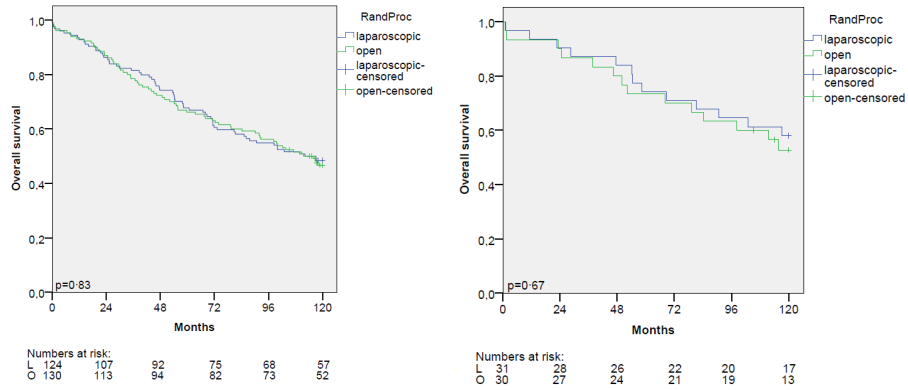 RandProc
laparoscopic
open
laparoscopic-
censored
open-censored
Overall survival
1,0
0,8
0,6
0,4
0,2
0,0
p=0·83
0 24 48 72 96 120
Months
Numbers at risk:
L 124 107 92 75 68 57
O 130 113 94 82 73 52
RandProc
laparoscopic
open
laparoscopic-
censored
open-censored
Overall survival
1,0
0,8
0,6
0,4
0,2
0,0
p=0·67
0 24 48 72 96 120
Months
Numbers at risk:
L 31 28 26 22 20 17
O 30 27 24 21 19 13